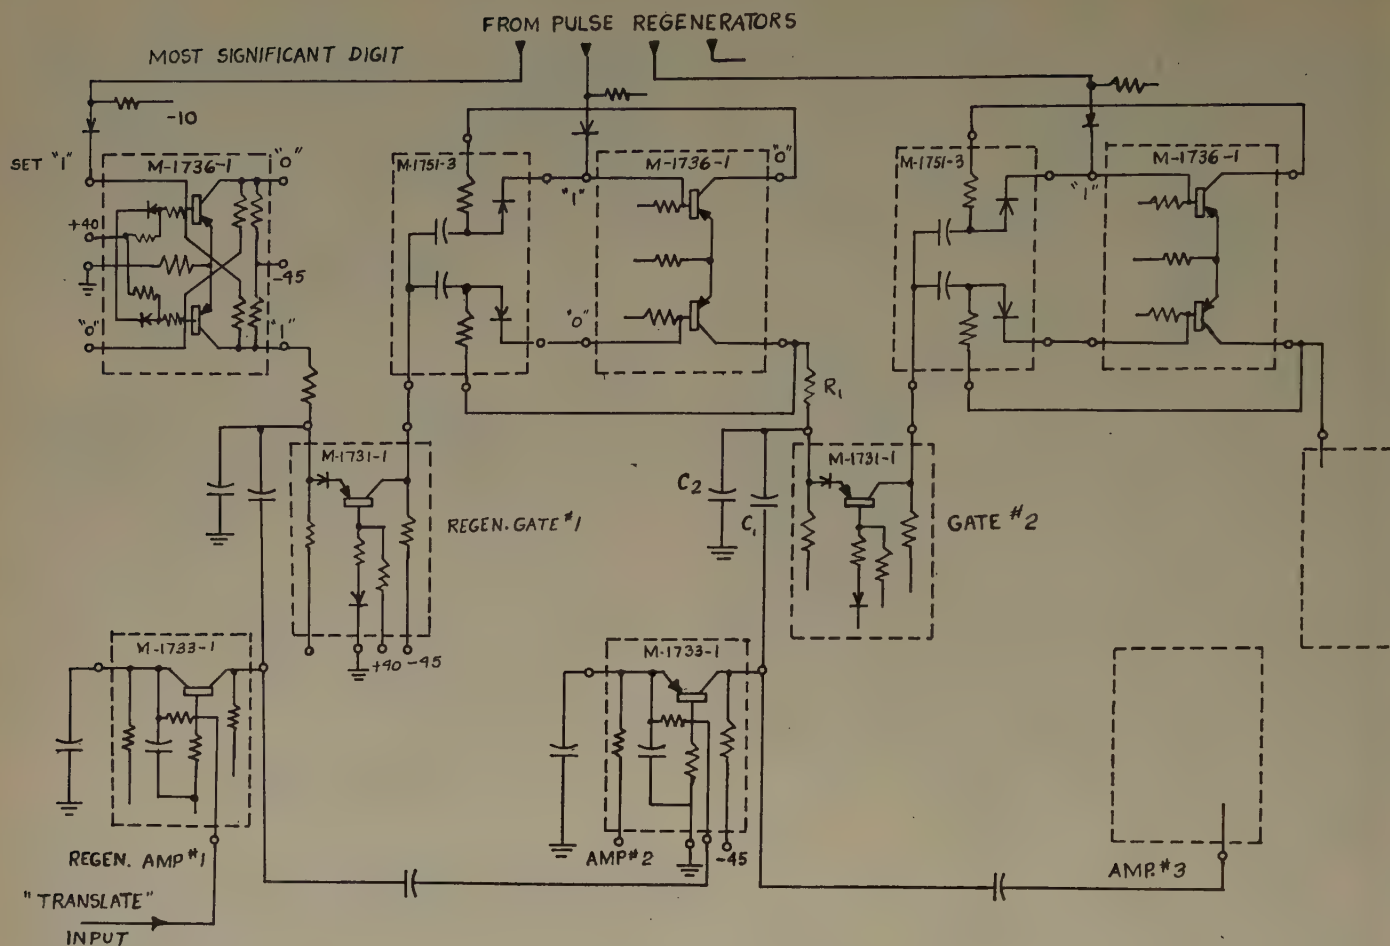 FROM PULSE REGENERATORS
MOST SIGNIFICANT DIGIT
-10
SET "1"
M-1736-1
"0"
+40
-45
"0"
"1"
M-1751-3
"1"
"0"
M-1736-1
"0"
M-1751-3
"1"
M-1736-1
R1
M-1731-1
REGEN. GATE #1
+40 -45
C2
C1
M-1731-1
GATE #2
M-1733-1
REGEN. AMP #1
"TRANSLATE"
INPUT
M-1733-1
AMP #2
-45
AMP. #3